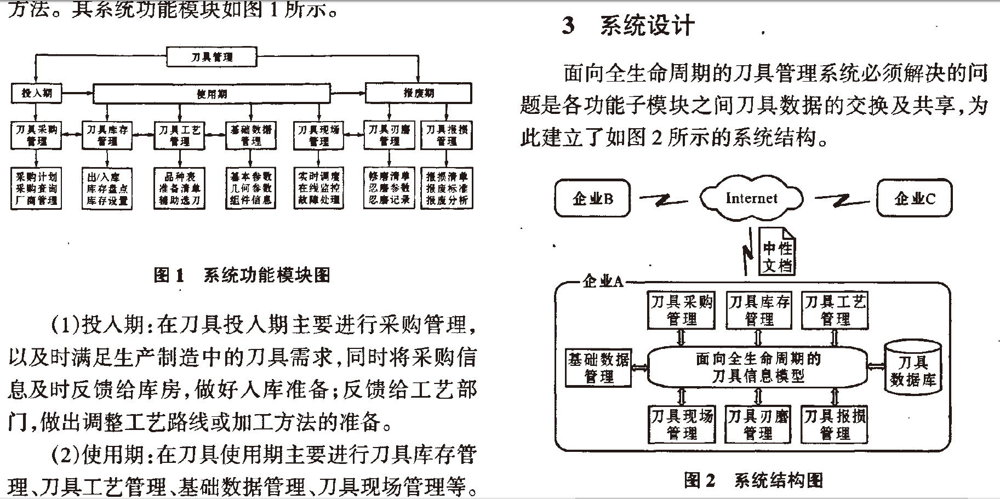 方法。其系统功能模块如图1所示。
刀具管理
投入期
使用期
报废期
刀具采购
管理
刀具库存
管理
刀具工艺
管理
基础数据
管理
刀具现场
管理
刀具刃磨
管理
刀具报损
管理
采购计划
采购查询
厂商管理
出/入库
库存盘点
库存设置
品种表
准备清单
辅助选刀
基本参数
几何参数
组件信息
实时调度
在线监控
故障处理
修磨清单
忍磨参数
忍磨记录
报损清单
报废标准
报废分析
图1 系统功能模块图
(1)投入期:在刀具投入期主要进行采购管理,
以及时满足生产制造中的刀具需求,同时将采购信
息及时反馈给库房,做好入库准备;反馈给工艺部
门,做出调整工艺路线或加工方法的准备。
(2)使用期:在刀具使用期主要进行刀具库存管
理、刀具工艺管理、基础数据管理、刀具现场管理等。
3 系统设计
面向全生命周期的刀具管理系统必须解决的问
题是各功能子模块之间刀具数据的交换及共享,为
此建立了如图2所示的系统结构。
企业B
Internet
企业C
中性
文档
企业A
刀具采购
管理
刀具库存
管理
刀具工艺
管理
基础数据
管理
面向全生命周期的
刀具信息模型
刀具
数据库
刀具现场
管理
刀具刃磨
管理
刀具报损
管理
图2 系统结构图